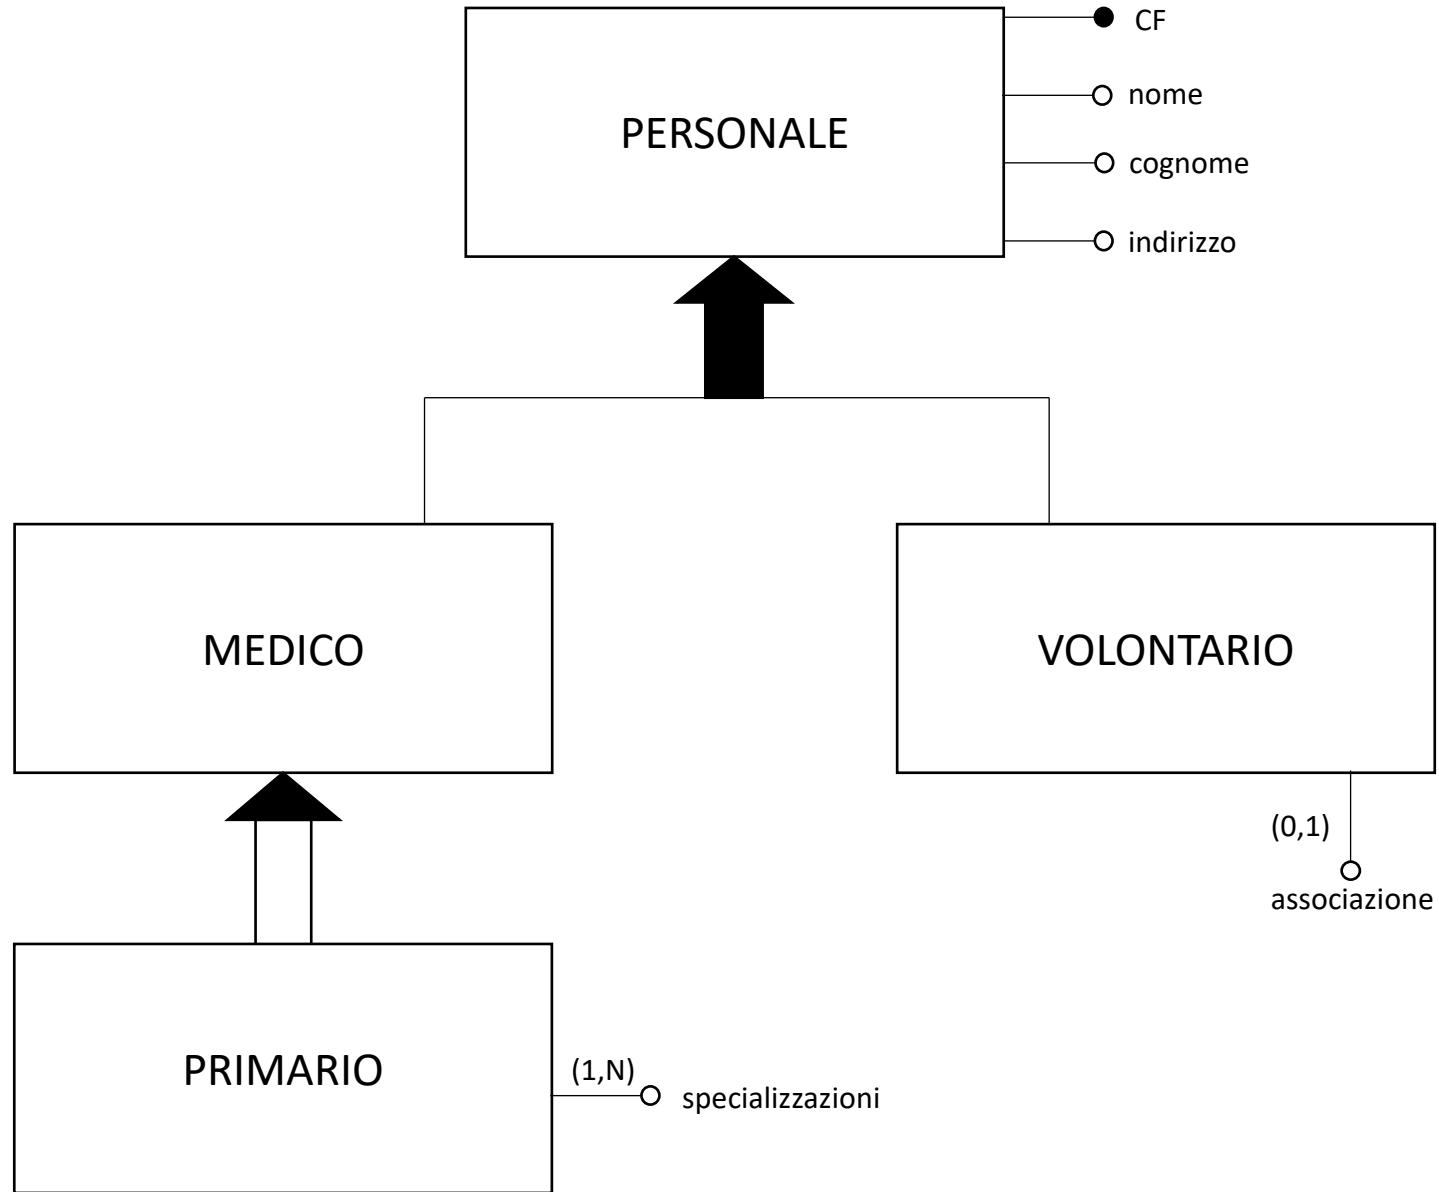 CF
nome
PERSONALE
cognome
indirizzo
MEDICO
VOLONTARIO
(0,1)
associazione
PRIMARIO
(1,N)
specializzazioni